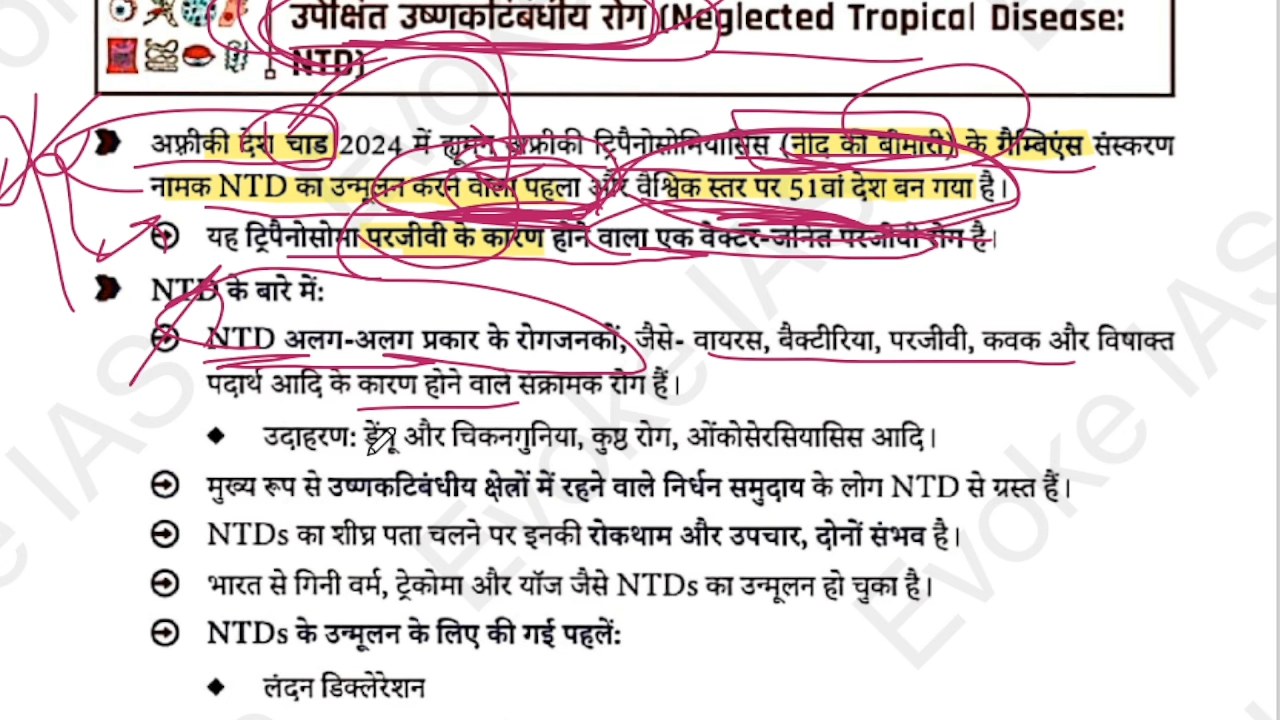 उपेक्षित उष्णकटिबंधीय रोग (Neglected Tropical Disease:
NTD)
अफ्रीकी देश चाड 2024 में ह्यूमन अफ्रीकी ट्रिपैनोसोमियासिस (नींद की बीमारी) के गैम्बिएंस संस्करण
नामक NTD का उन्मूलन करने वाला पहला और वैश्विक स्तर पर 51वां देश बन गया है।
यह ट्रिपैनोसोमा परजीवी के कारण होने वाला एक वेक्टर-जनित परजीवी रोग है।
NTD के बारे में:
NTD अलग-अलग प्रकार के रोगजनकों, जैसे- वायरस, बैक्टीरिया, परजीवी, कवक और विषाक्त
पदार्थ आदि के कारण होने वाले संक्रामक रोग हैं।
उदाहरण: डेंगू और चिकनगुनिया, कुष्ठ रोग, ओंकोसेरसियासिस आदि।
मुख्य रूप से उष्णकटिबंधीय क्षेत्रों में रहने वाले निर्धन समुदाय के लोग NTD से ग्रस्त हैं।
NTDs का शीघ्र पता चलने पर इनकी रोकथाम और उपचार, दोनों संभव है।
भारत से गिनी वर्म, ट्रेकोमा और यॉज जैसे NTDs का उन्मूलन हो चुका है।
NTDs के उन्मूलन के लिए की गई पहलें:
लंदन डिक्लेरेशन
Evoke IAS